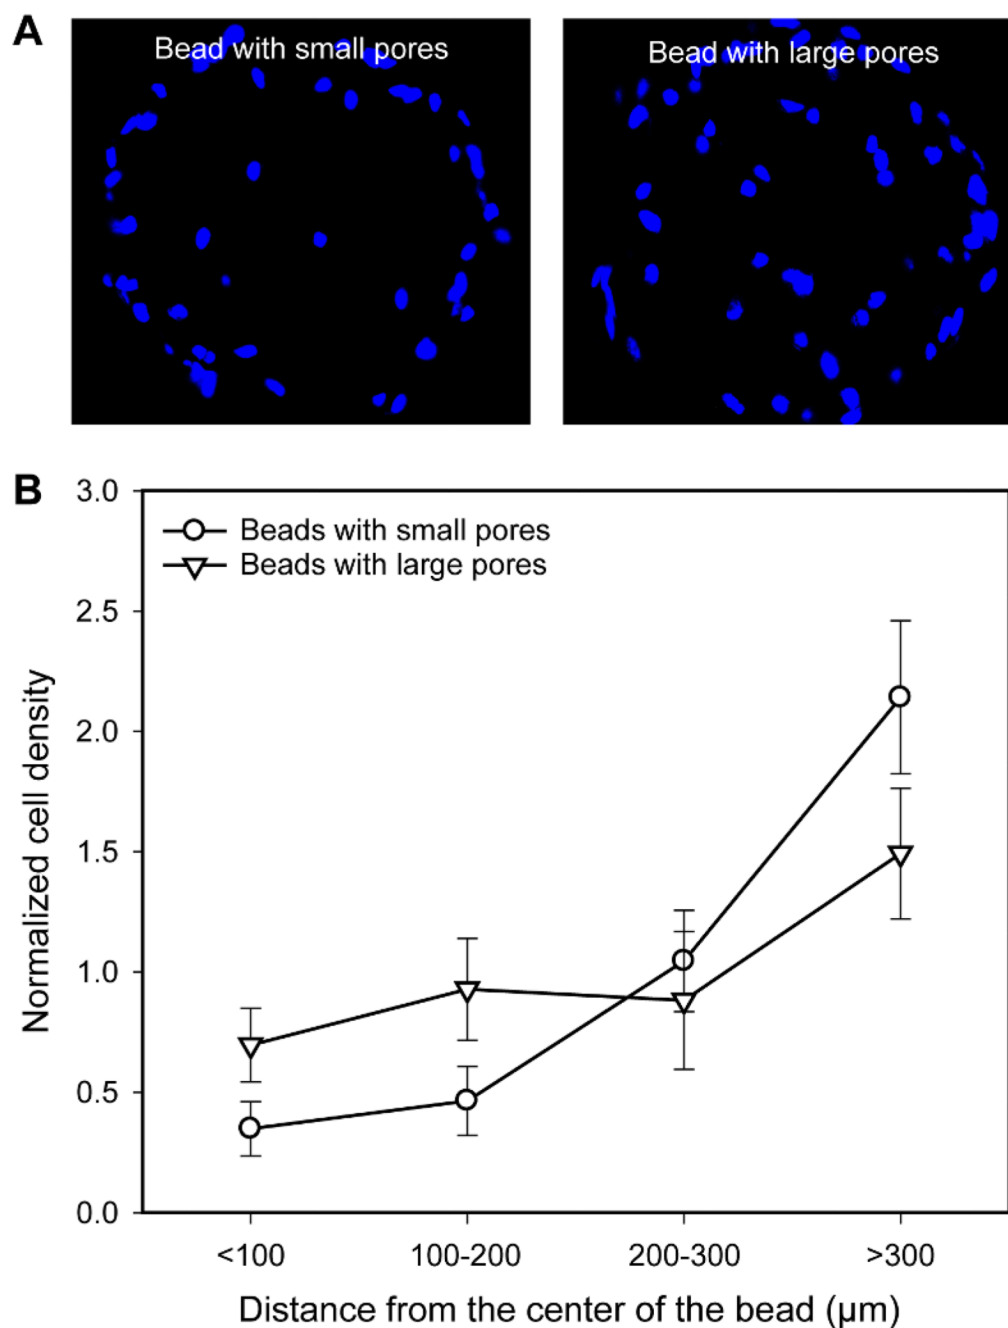 A
Bead with small pores
Bead with large pores
B
Beads with small pores
Beads with large pores
3.0
2.5
2.0
1.5
1.0
0.5
0.0
Normalized cell density
<100 100-200 200-300 >300
Distance from the center of the bead (µm)